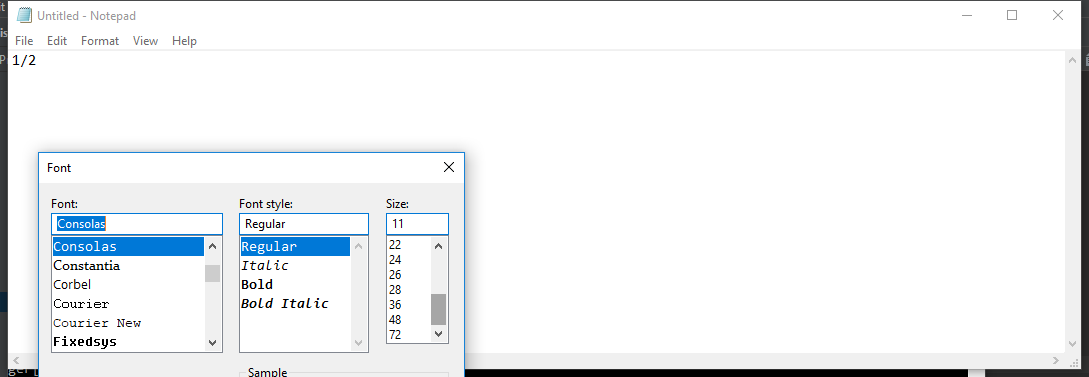 Untitled - Notepad
File Edit Format View Help
1/2
Font
Font: Font style: Size:
Consolas Regular 11
Consolas Regular 22
Constantia Italic 24
Corbel Bold 26
Courier Bold Italic 28
Courier New 36
Fixedsys 48
72
Sample